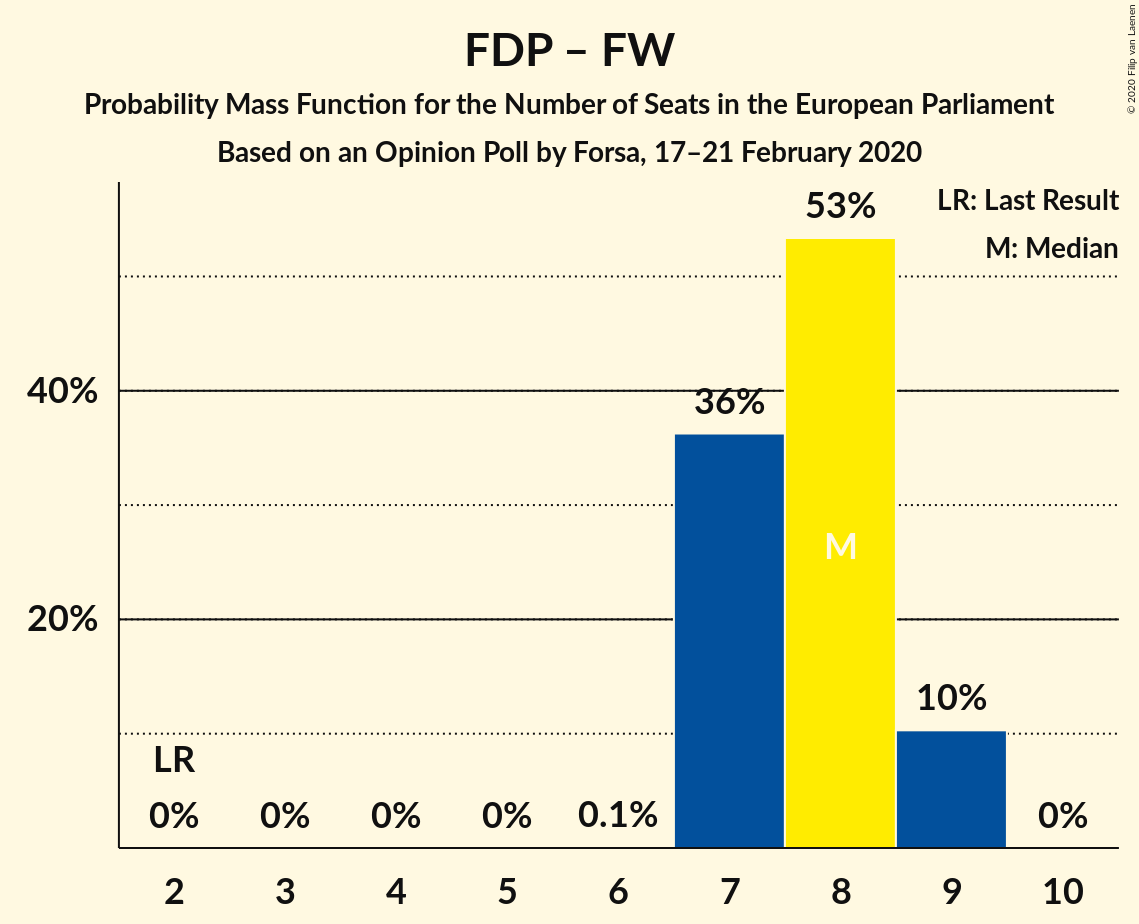 FDP – FW
Probability Mass Function for the Number of Seats in the European Parliament
Based on an Opinion Poll by Forsa, 17–21 February 2020
© 2020 Filip van Laenen
LR: Last Result
M: Median
53%
40%
36%
M
20%
10%
LR
0%
0%
0%
0%
0.1%
0%
2 3 4 5 6 7 8 9 10